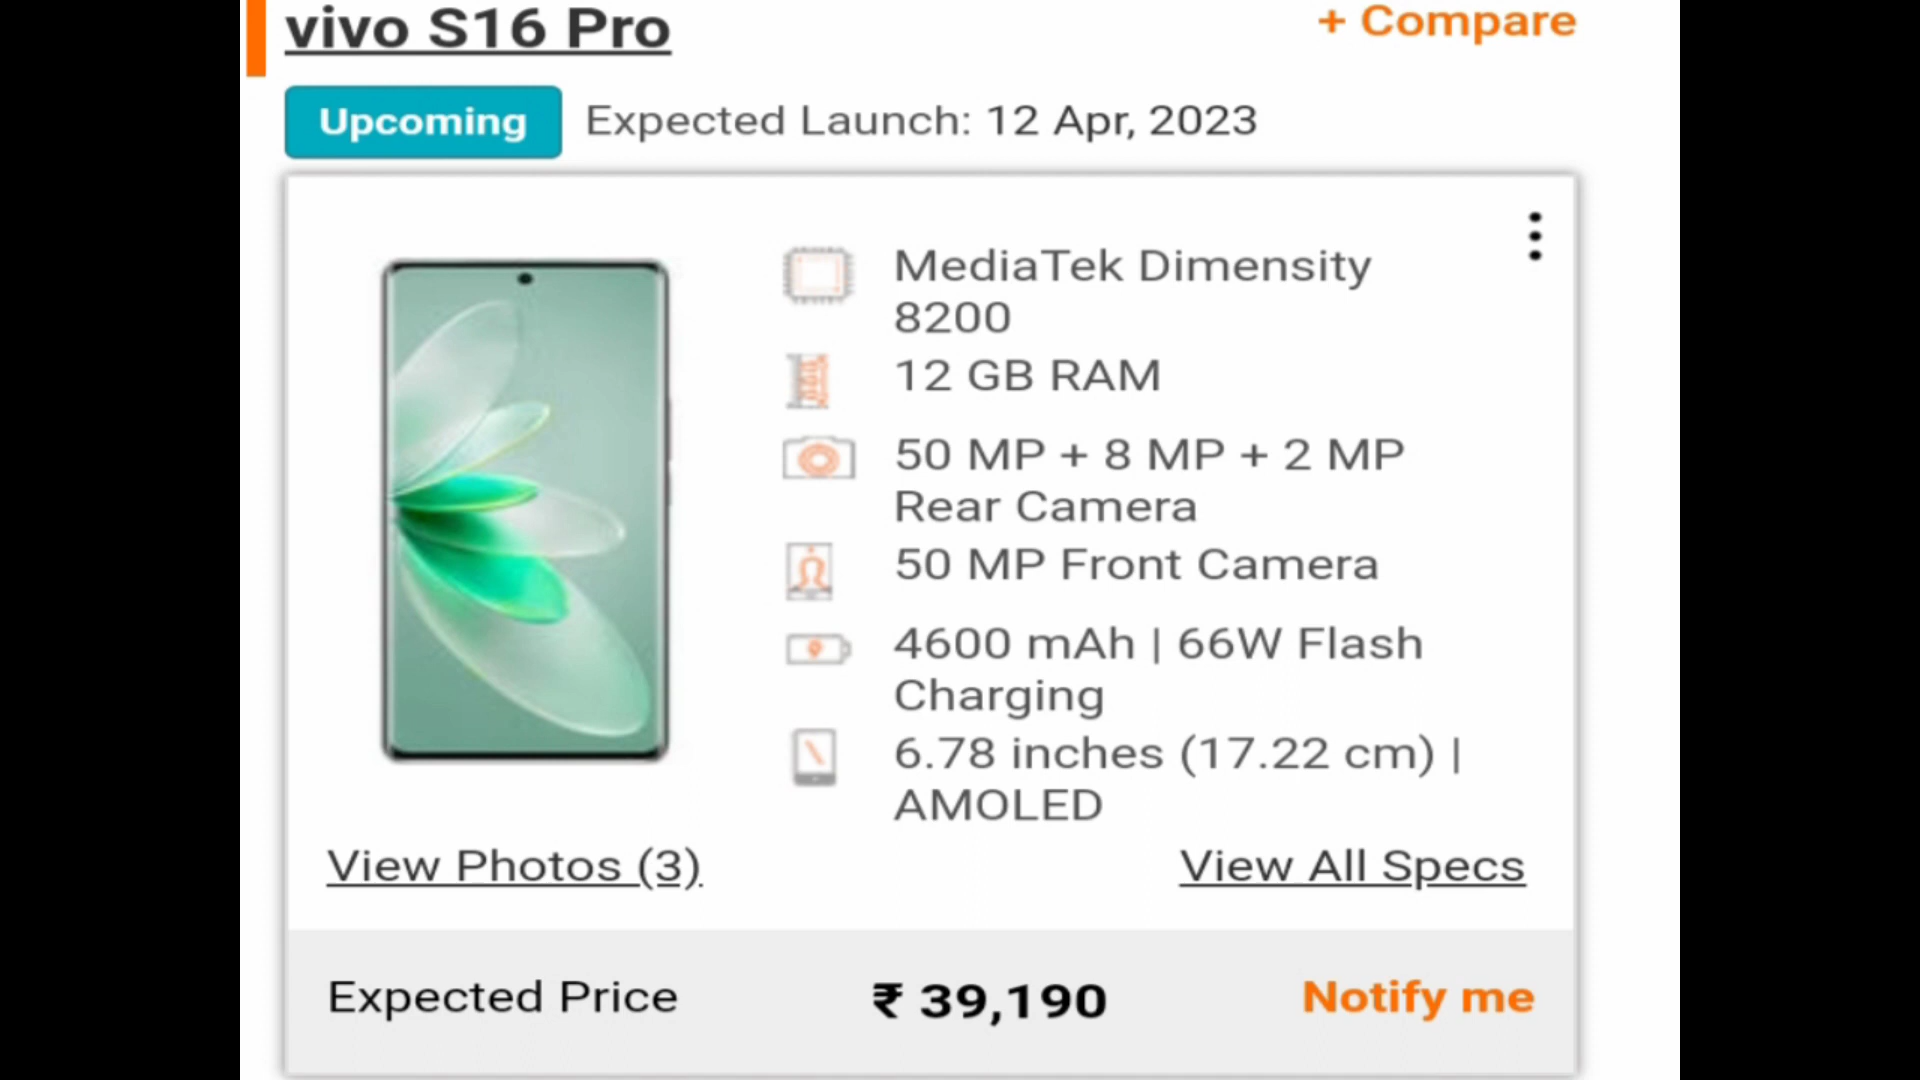 vivo S16 Pro
+ Compare
Upcoming
Expected Launch: 12 Apr, 2023
MediaTek Dimensity
8200
12 GB RAM
50 MP + 8 MP + 2 MP
Rear Camera
50 MP Front Camera
4600 mAh | 66W Flash
Charging
6.78 inches (17.22 cm) |
AMOLED
View Photos (3)
View All Specs
Expected Price
₹ 39,190
Notify me